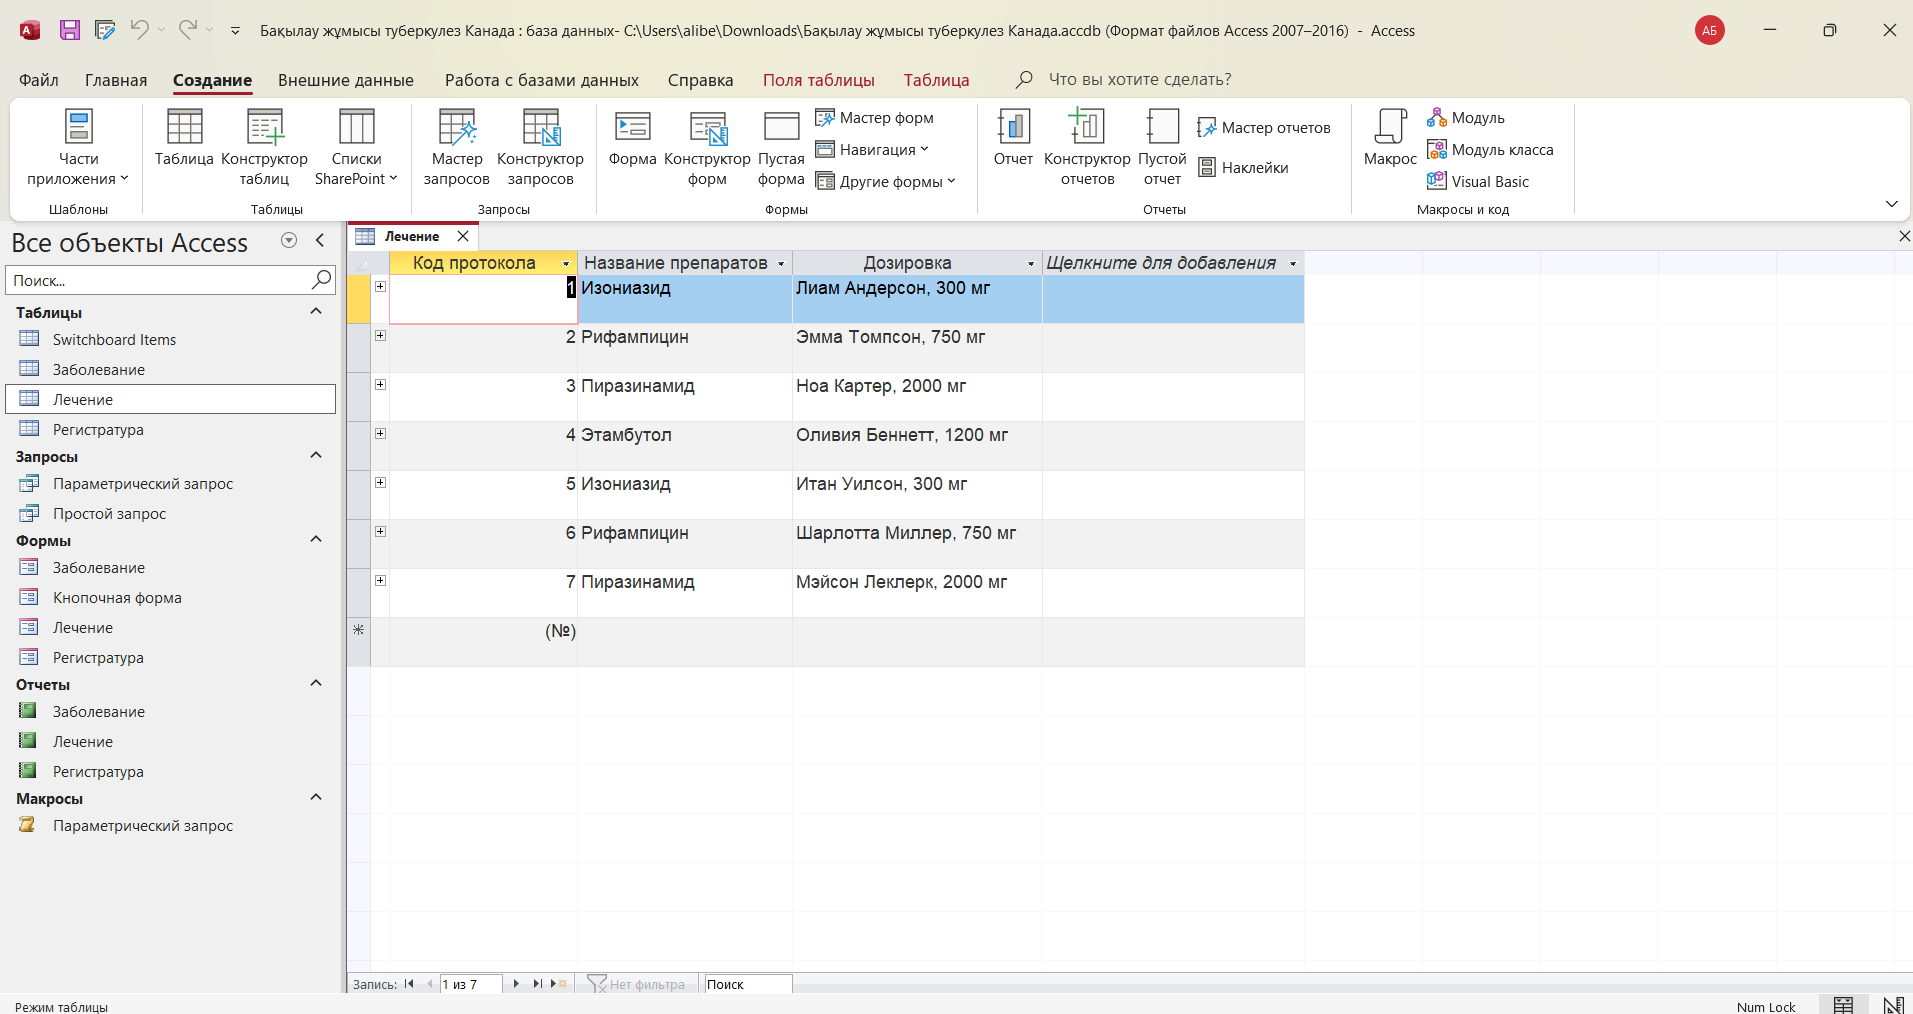 Бақылау жұмысы туберкулез Канада : база данных- C:\Users\alibe\Downloads\Бақылау жұмысы туберкулез Канада.accdb (Формат файлов Access 2007–2016) - Access
АБ
Файл Главная Создание Внешние данные Работа с базами данных Справка Поля таблицы Таблица Что вы хотите сделать?
Части приложения
Шаблоны
Таблица
Конструктор таблиц
Списки SharePoint
Таблицы
Мастер запросов
Конструктор запросов
Запросы
Форма
Конструктор форм
Пустая форма
Мастер форм
Навигация
Другие формы
Формы
Отчет
Конструктор отчетов
Пустой отчет
Мастер отчетов
Наклейки
Отчеты
Макрос
Модуль
Модуль класса
Visual Basic
Макросы и код
Все объекты Access
Поиск...
Таблицы
Switchboard Items
Заболевание
Лечение
Регистратура
Запросы
Параметрический запрос
Простой запрос
Формы
Заболевание
Кнопочная форма
Лечение
Регистратура
Отчеты
Заболевание
Лечение
Регистратура
Макросы
Параметрический запрос
Лечение
Код протокола Название препаратов Дозировка Щелкните для добавления
1 Изониазид Лиам Андерсон, 300 мг
2 Рифампицин Эмма Томпсон, 750 мг
3 Пиразинамид Ноа Картер, 2000 мг
4 Этамбутол Оливия Беннетт, 1200 мг
5 Изониазид Итан Уилсон, 300 мг
6 Рифампицин Шарлотта Миллер, 750 мг
7 Пиразинамид Мэйсон Леклерк, 2000 мг
(№)
Запись: 1 из 7 Нет фильтра Поиск
Режим таблицы Num Lock